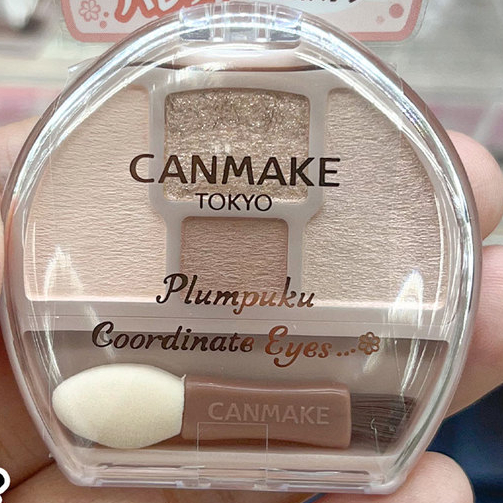 CANMAKE
TOKYO
Plumpuku
Coordinate Eyes...
CANMAKE